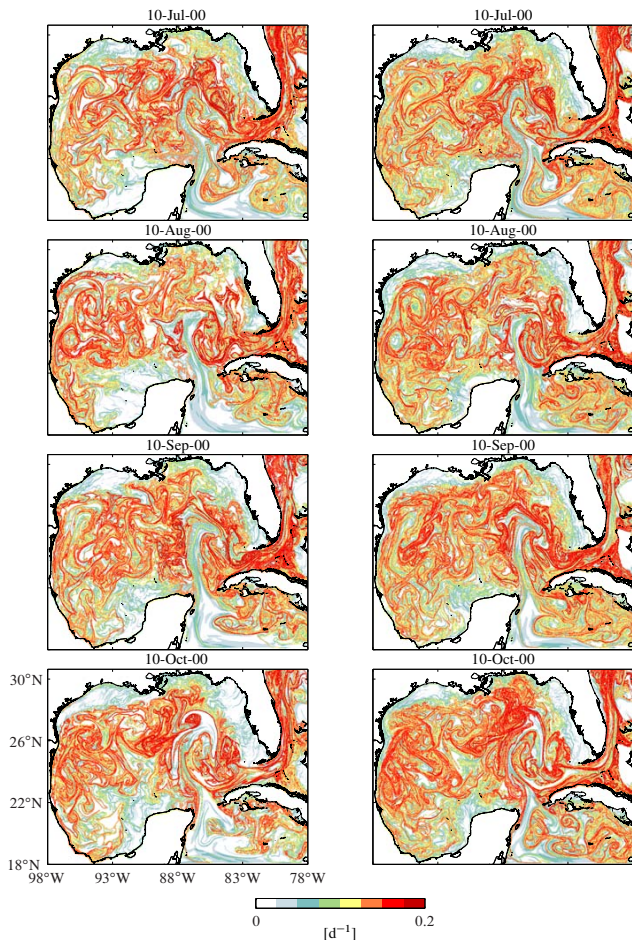 10-Jul-00 10-Jul-00
10-Aug-00 10-Aug-00
10-Sep-00 10-Sep-00
10-Oct-00 10-Oct-00
30°N
26°N
22°N
18°N
98°W 93°W 88°W 83°W 78°W
0 0.2
[d⁻¹]